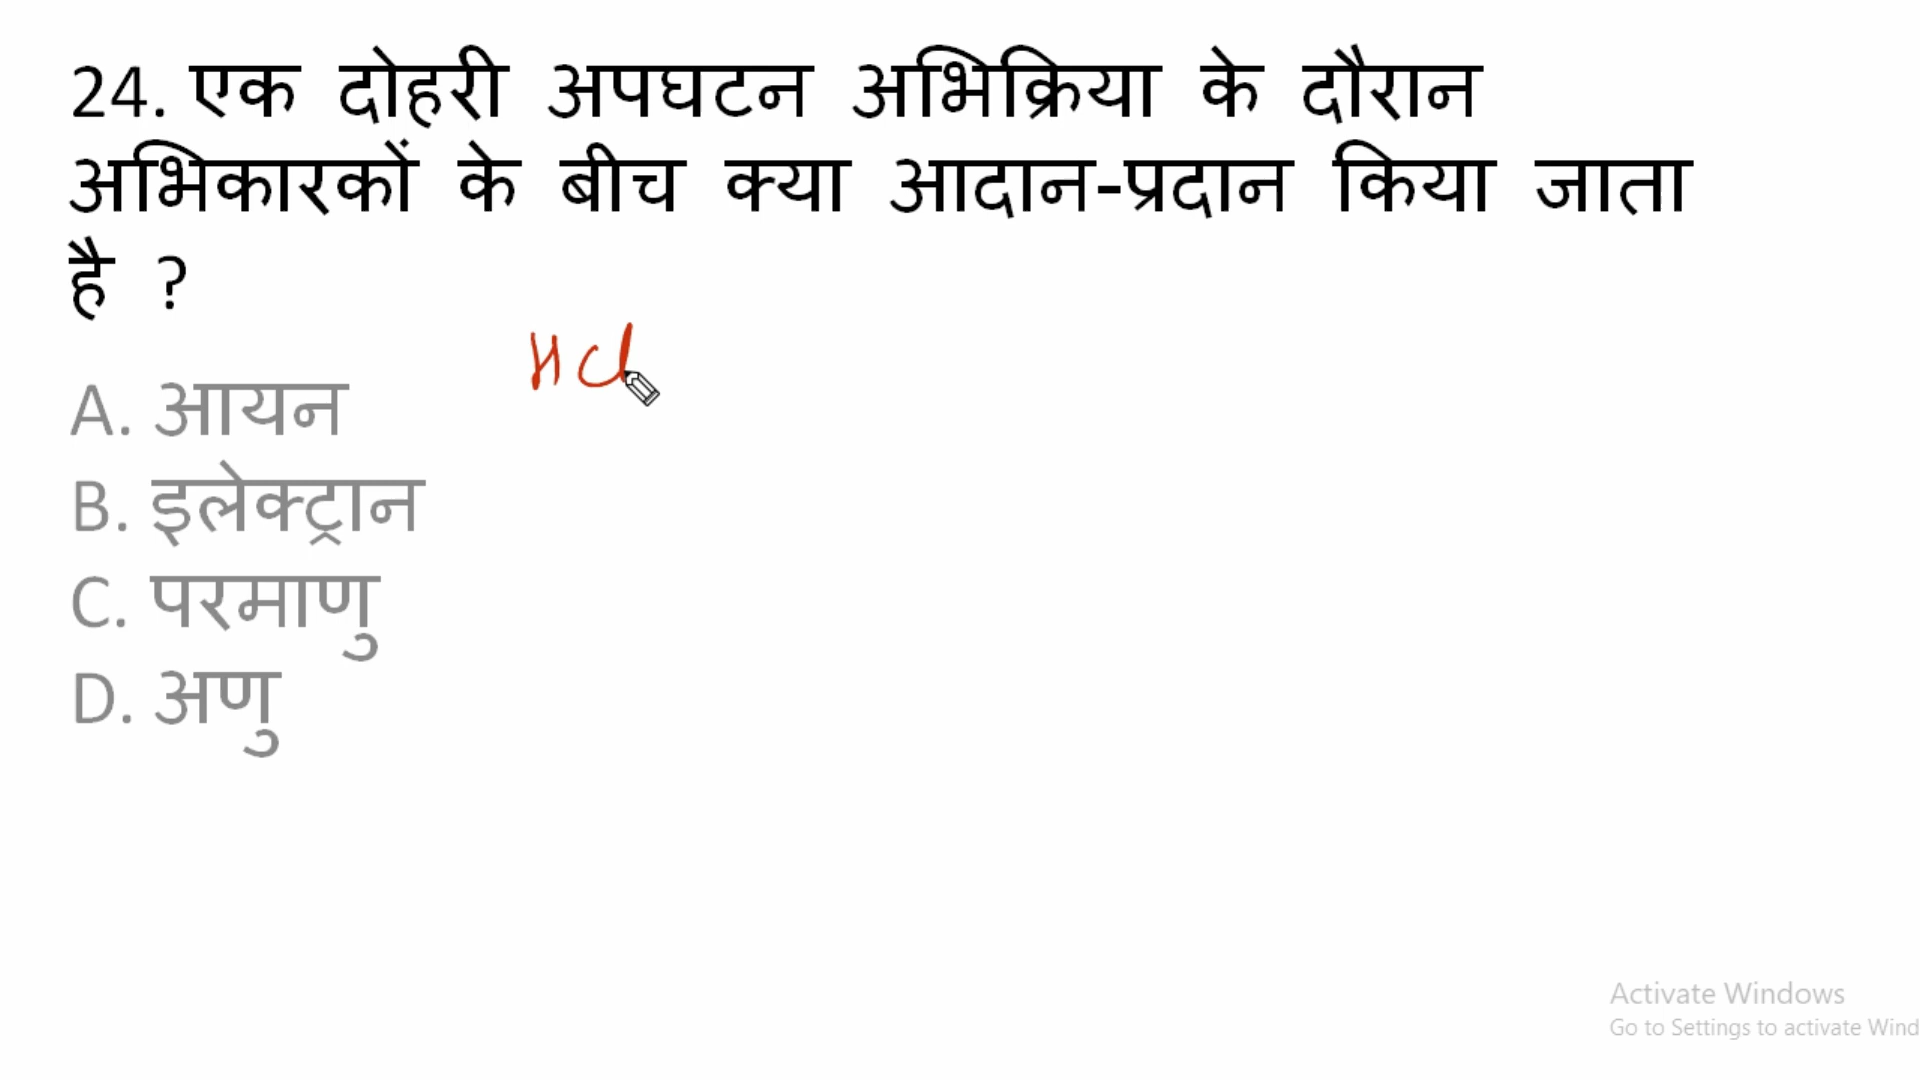 24. एक दोहरी अपघटन अभिक्रिया के दौरान
अभिकारकों के बीच क्या आदान-प्रदान किया जाता
है ?
HCl
A. आयन
B. इलेक्ट्रान
C. परमाणु
D. अणु
Activate Windows
Go to Settings to activate Wind